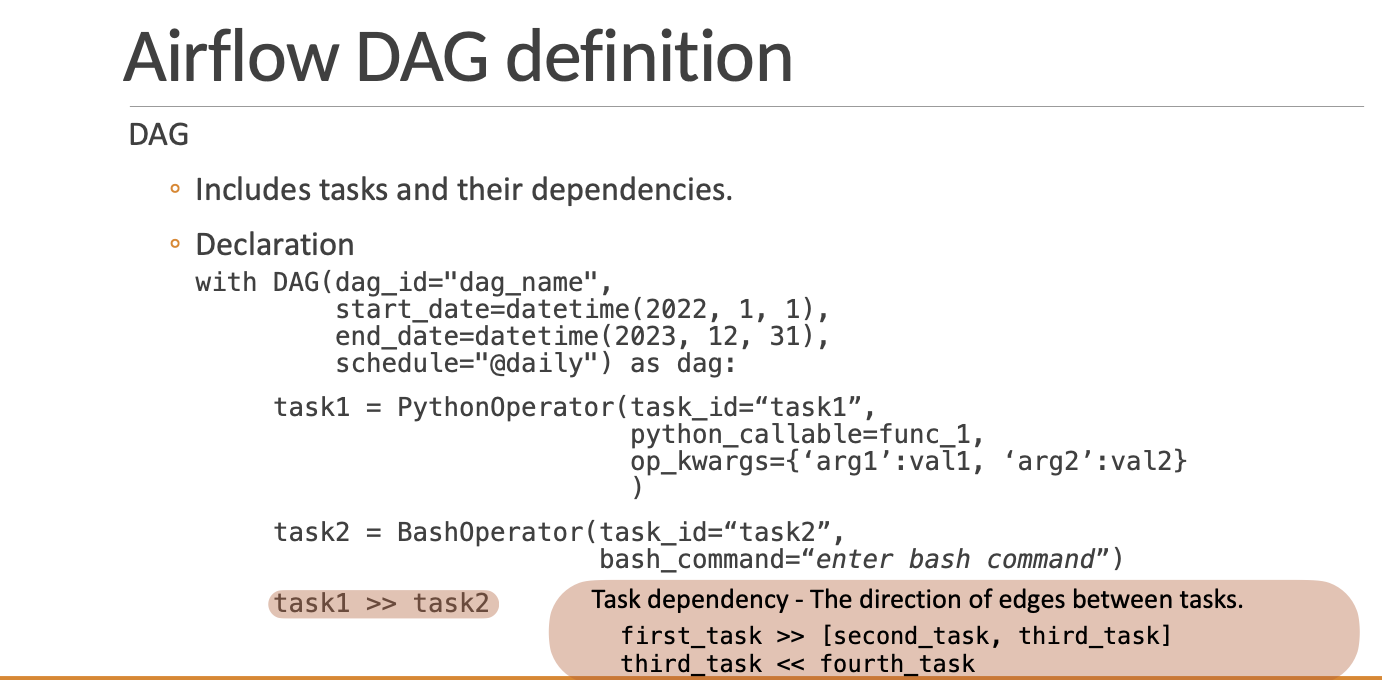 Airflow DAG definition
DAG
Includes tasks and their dependencies.
Declaration
with DAG(dag_id="dag_name",
start_date=datetime(2022, 1, 1),
end_date=datetime(2023, 12, 31),
schedule="@daily") as dag:
task1 = PythonOperator(task_id=“task1”,
python_callable=func_1,
op_kwargs={‘arg1’:val1, ‘arg2’:val2}
)
task2 = BashOperator(task_id=“task2”,
bash_command=“enter bash command”)
task1 >> task2
Task dependency - The direction of edges between tasks.
first_task >> [second_task, third_task]
third_task << fourth_task